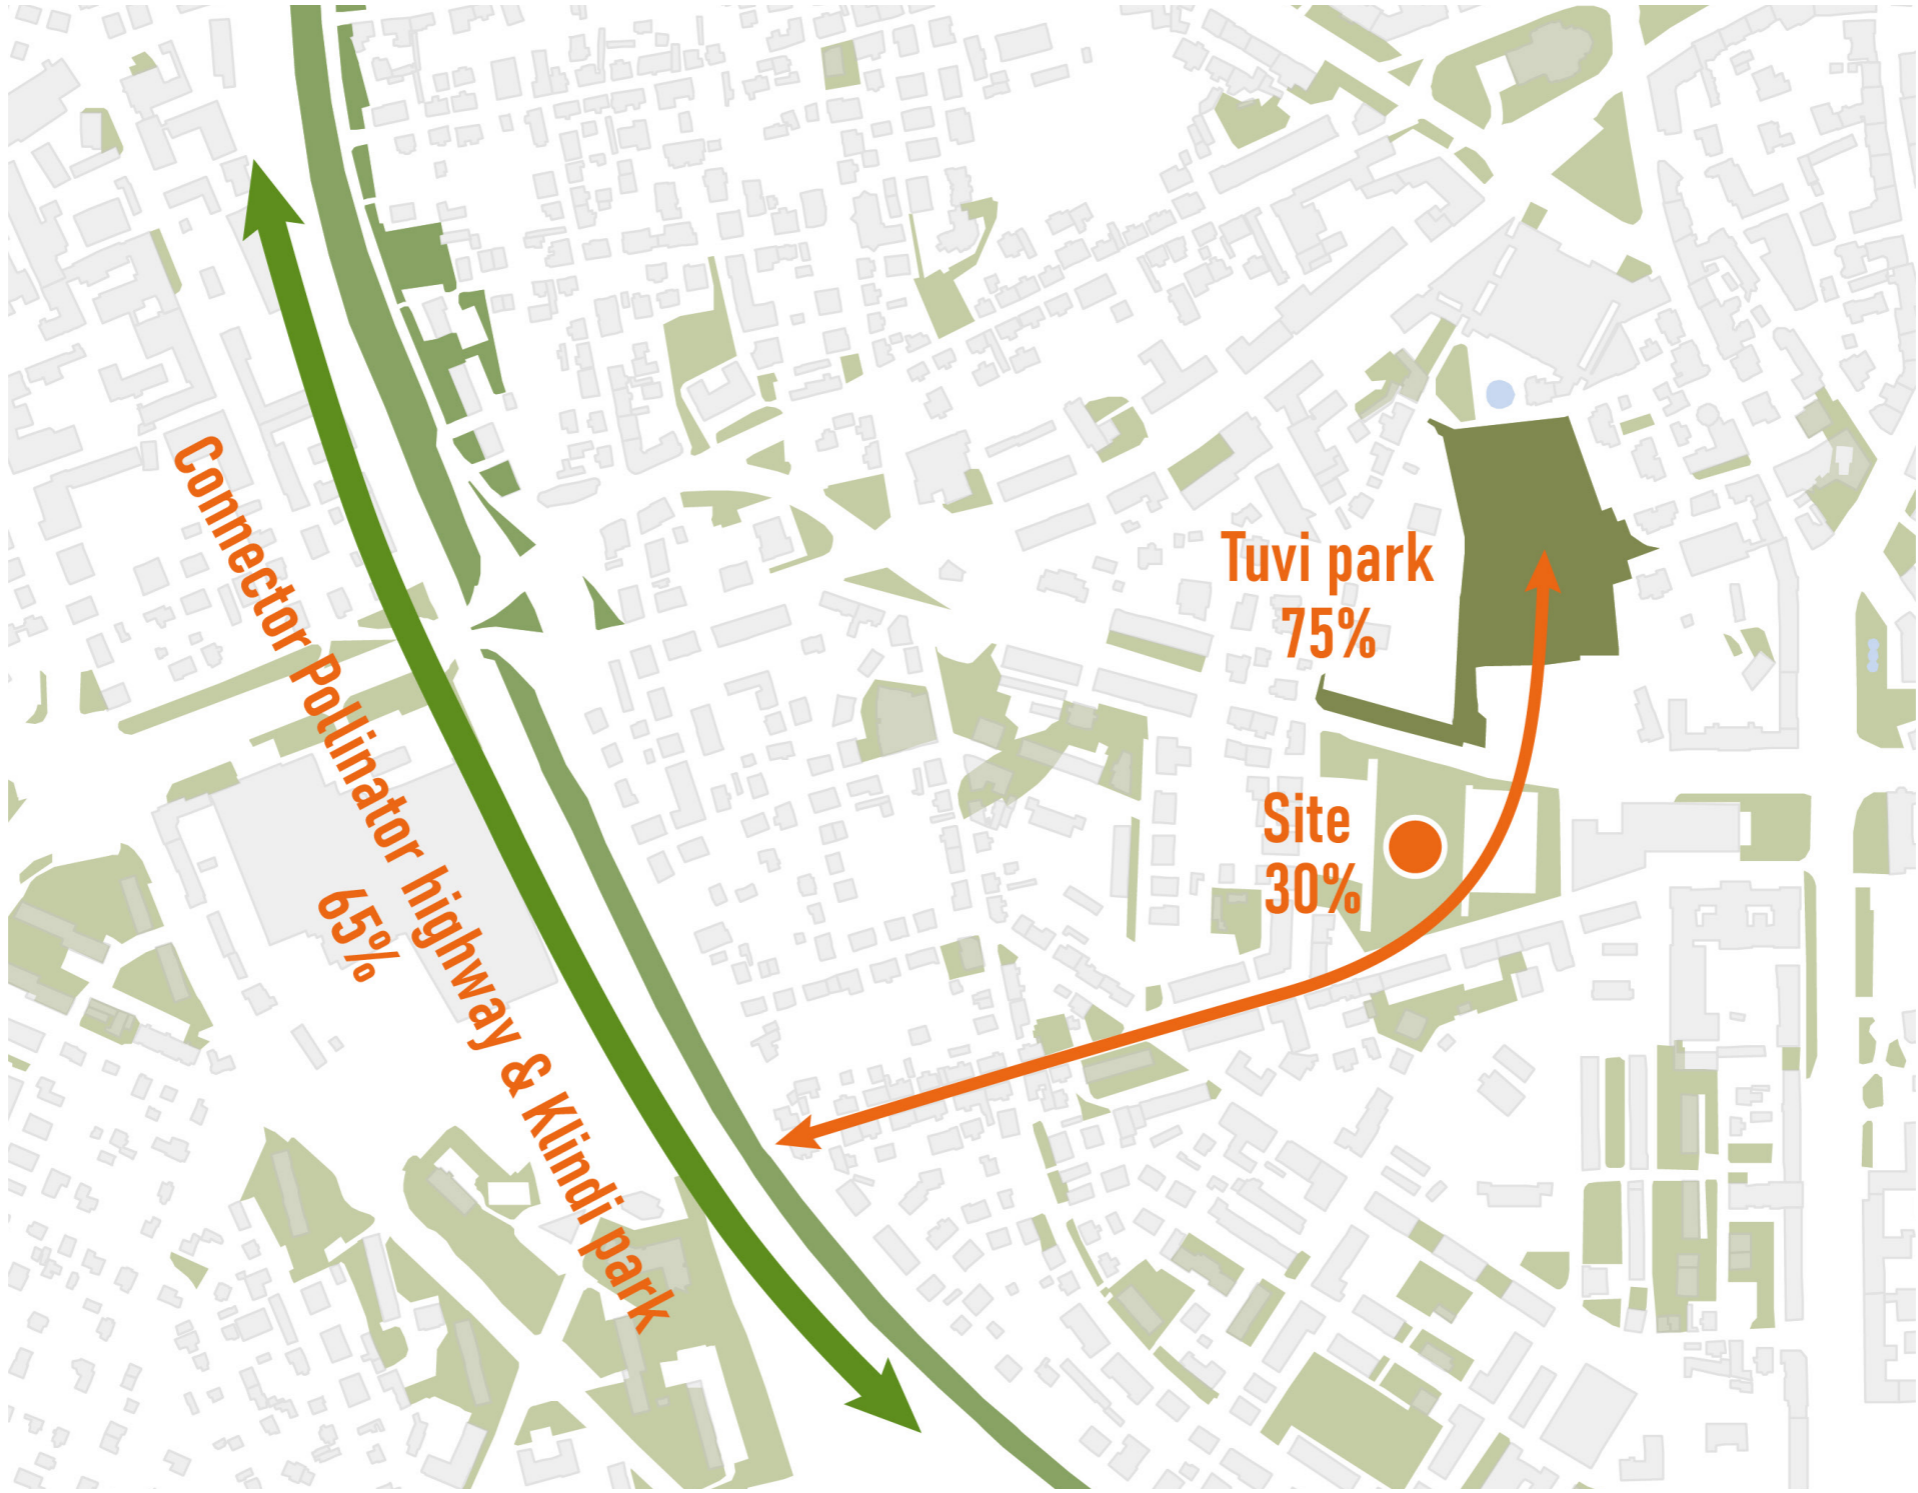 Connector Pollinator highway & Klindi park
65%
Tuvi park
75%
Site
30%